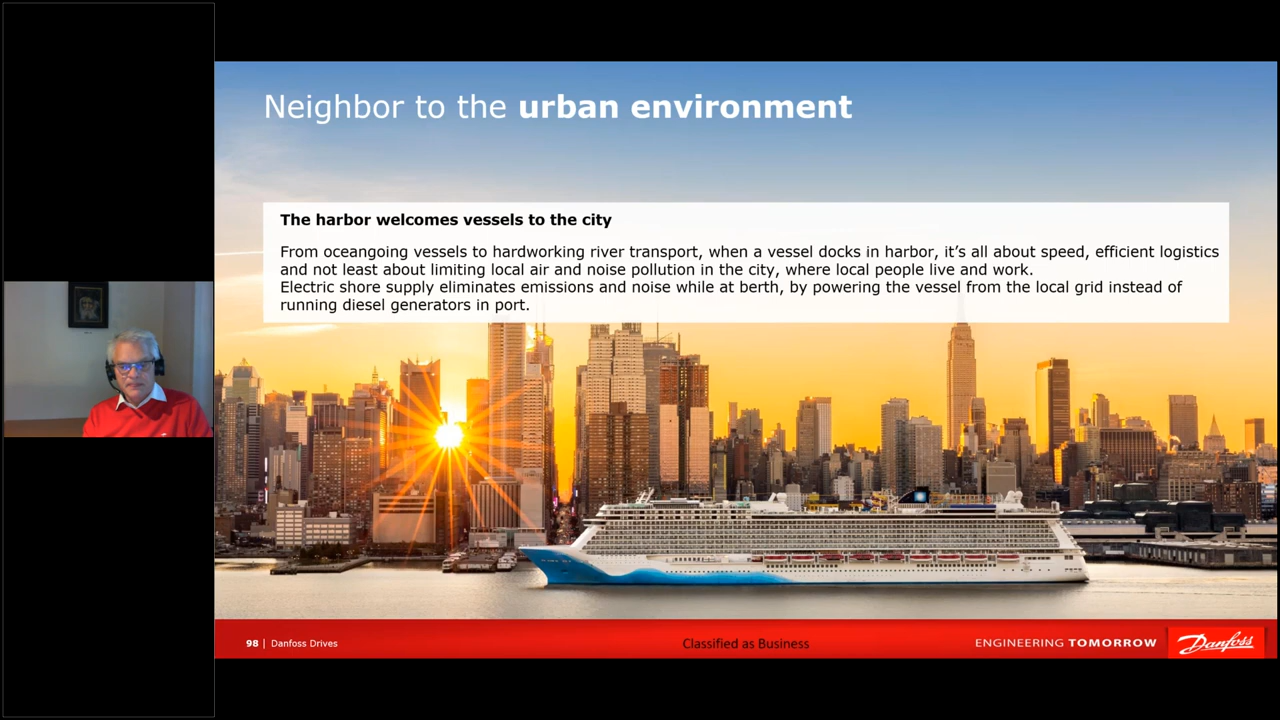 Neighbor to the urban environment
The harbor welcomes vessels to the city
From oceangoing vessels to hardworking river transport, when a vessel docks in harbor, it’s all about speed, efficient logistics
and not least about limiting local air and noise pollution in the city, where local people live and work.
Electric shore supply eliminates emissions and noise while at berth, by powering the vessel from the local grid instead of
running diesel generators in port.
98 | Danfoss Drives
Classified as Business
ENGINEERING TOMORROW
Danfoss